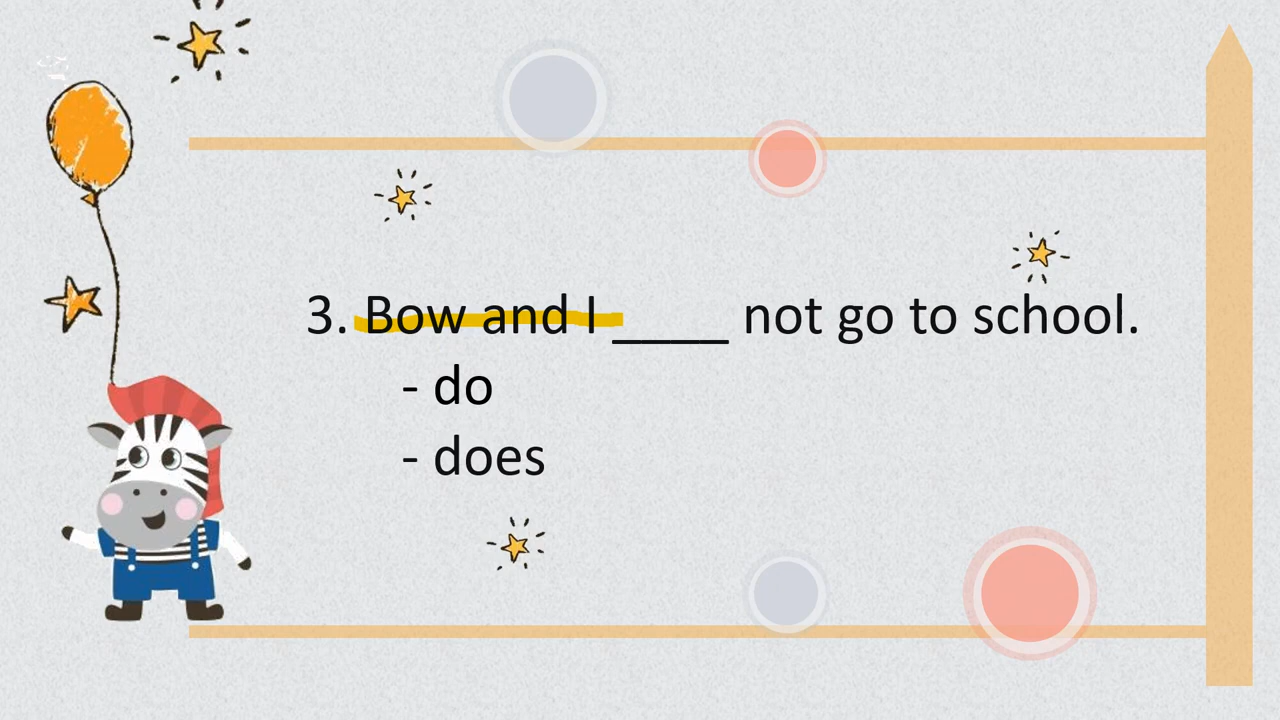 3. Bow and I ____ not go to school.
- do
- does